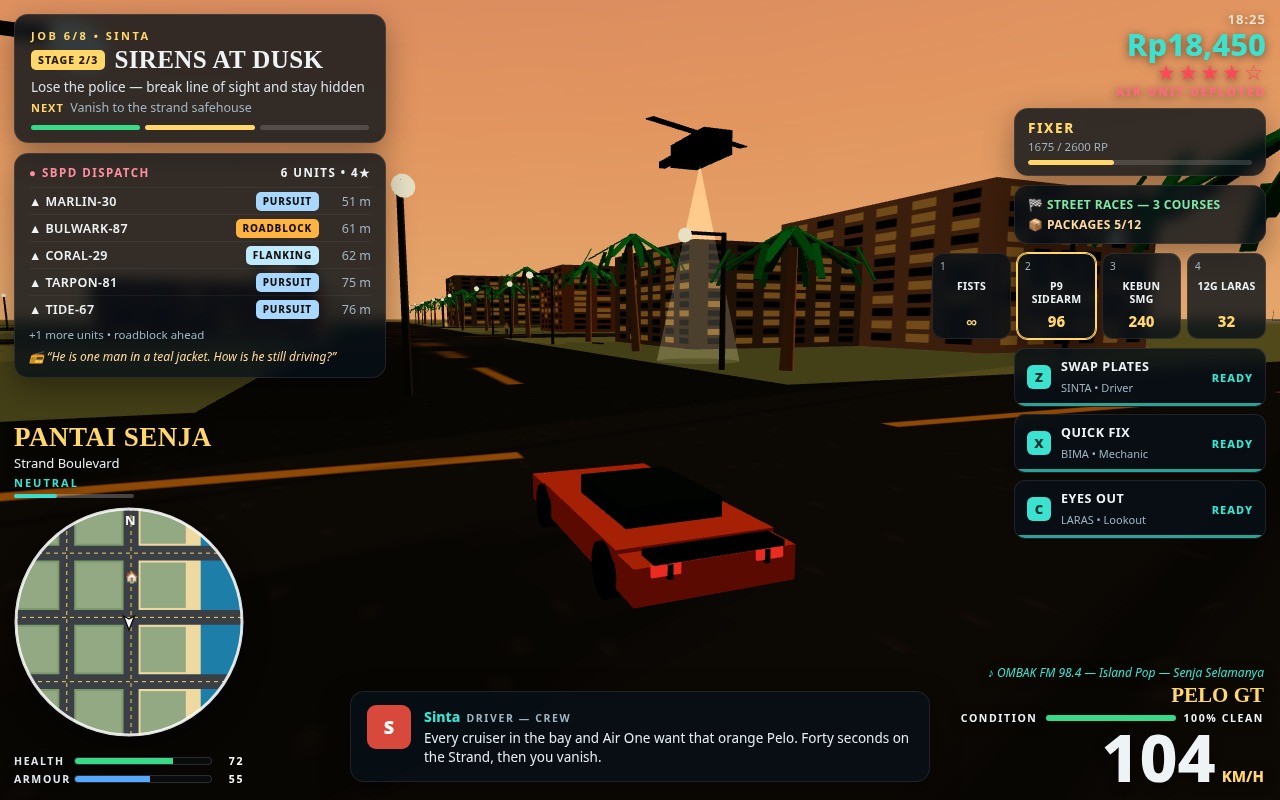 JOB 6/8 • SINTA
STAGE 2/3 SIRENS AT DUSK
Lose the police — break line of sight and stay hidden
NEXT Vanish to the strand safehouse
SBPD DISPATCH 6 UNITS • 4★
▲ MARLIN-30 PURSUIT 51 m
▲ BULWARK-87 ROADBLOCK 61 m
▲ CORAL-29 FLANKING 62 m
▲ TARPON-81 PURSUIT 75 m
▲ TIDE-67 PURSUIT 76 m
+1 more units • roadblock ahead
📻 “He is one man in a teal jacket. How is he still driving?”
PANTAI SENJA
Strand Boulevard
NEUTRAL
N
HEALTH 72
ARMOUR 55
18:25
Rp18,450
★★★★☆
AIR UNIT DEPLOYED
FIXER
1675 / 2600 RP
🏁 STREET RACES — 3 COURSES
📦 PACKAGES 5/12
1 FISTS ∞
2 P9 SIDEARM 96
3 KEBUN SMG 240
4 12G LARAS 32
Z SWAP PLATES READY
SINTA • Driver
X QUICK FIX READY
BIMA • Mechanic
C EYES OUT READY
LARAS • Lookout
S
Sinta DRIVER — CREW
Every cruiser in the bay and Air One want that orange Pelo. Forty seconds on
the Strand, then you vanish.
♪ OMBAK FM 98.4 — Island Pop — Senja Selamanya
PELO GT
CONDITION 100% CLEAN
104 KM/H